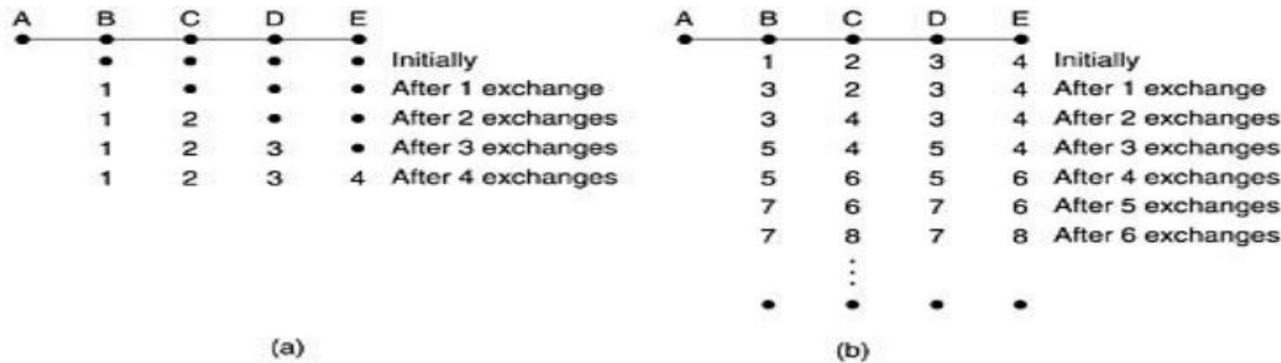 A B C D E
• • • • Initially
1 • • • After 1 exchange
1 2 • • After 2 exchanges
1 2 3 • After 3 exchanges
1 2 3 4 After 4 exchanges
(a)
A B C D E
1 2 3 4 Initially
3 2 3 4 After 1 exchange
3 4 3 4 After 2 exchanges
5 4 5 4 After 3 exchanges
5 6 5 6 After 4 exchanges
7 6 7 6 After 5 exchanges
7 8 7 8 After 6 exchanges
⋮
• • • •
(b)